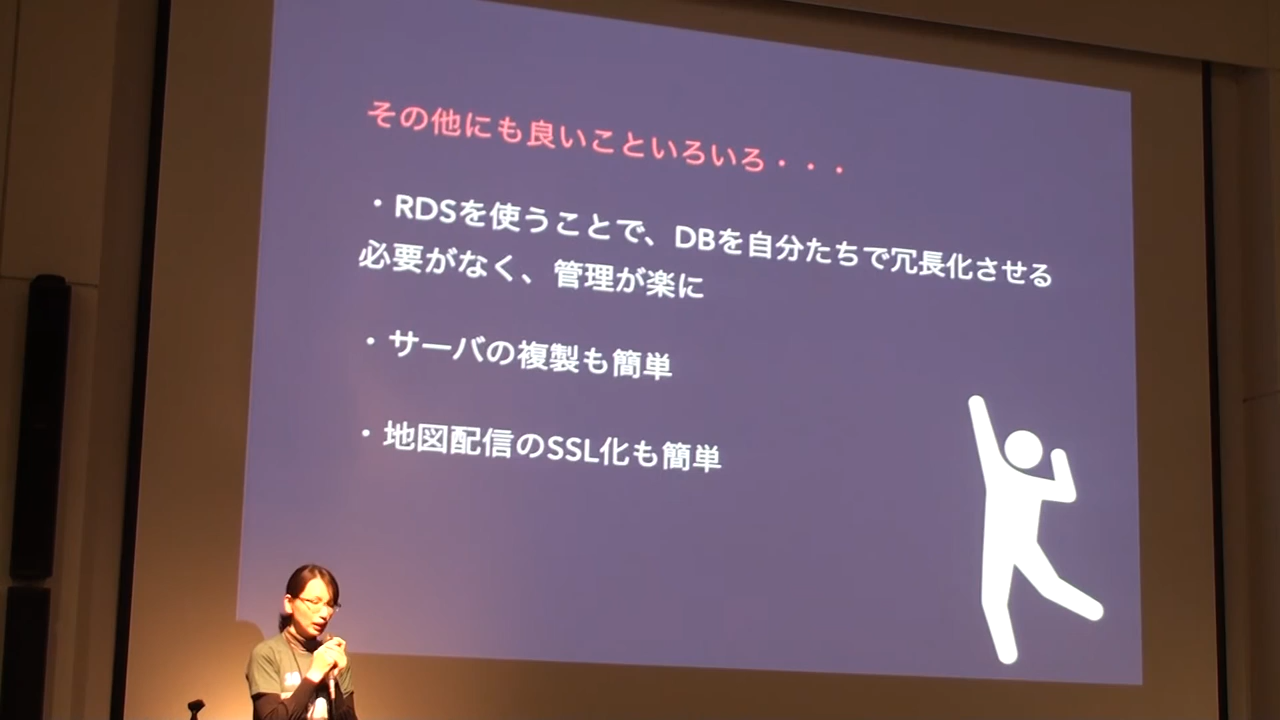 その他にも良いこといろいろ・・・
・RDSを使うことで、DBを自分たちで冗長化させる
必要がなく、管理が楽に
・サーバの複製も簡単
・地図配信のSSL化も簡単